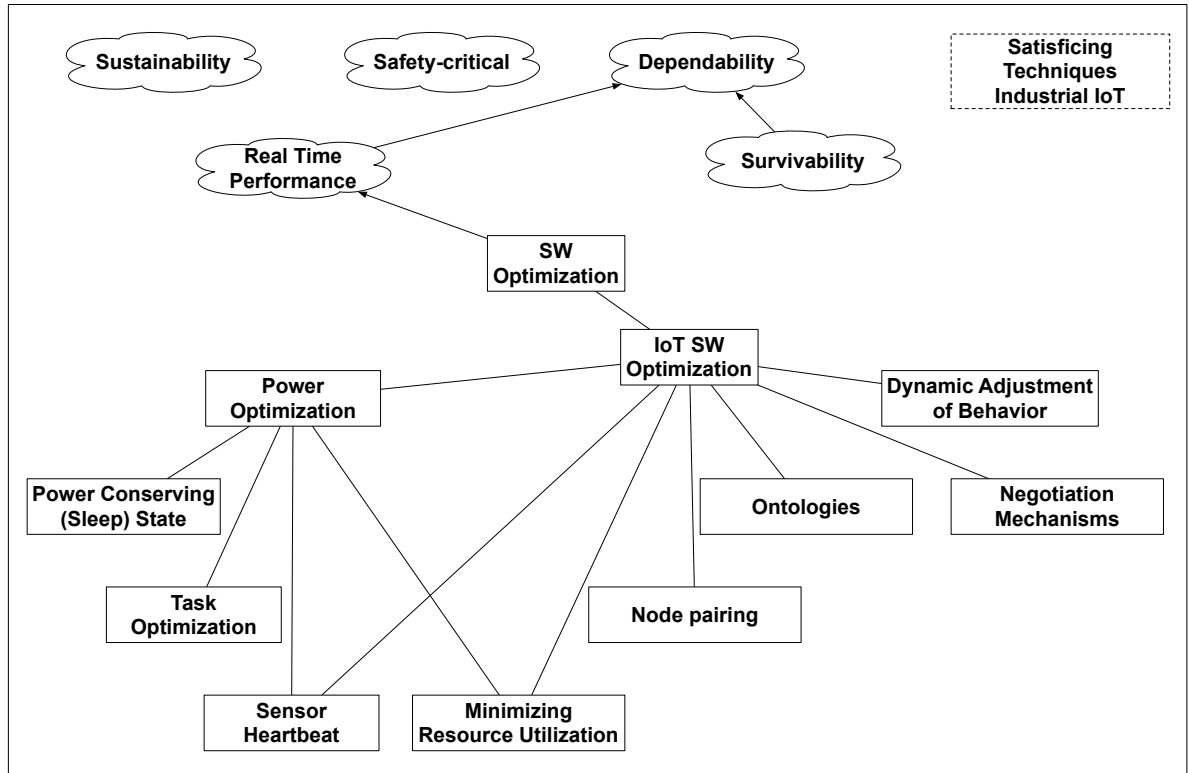 Sustainability
Safety-critical
Dependability
Satisficing
Techniques
Industrial IoT
Real Time
Performance
Survivability
SW
Optimization
IoT SW
Optimization
Power
Optimization
Dynamic Adjustment
of Behavior
Power Conserving
(Sleep) State
Ontologies
Negotiation
Mechanisms
Task
Optimization
Node pairing
Sensor
Heartbeat
Minimizing
Resource Utilization